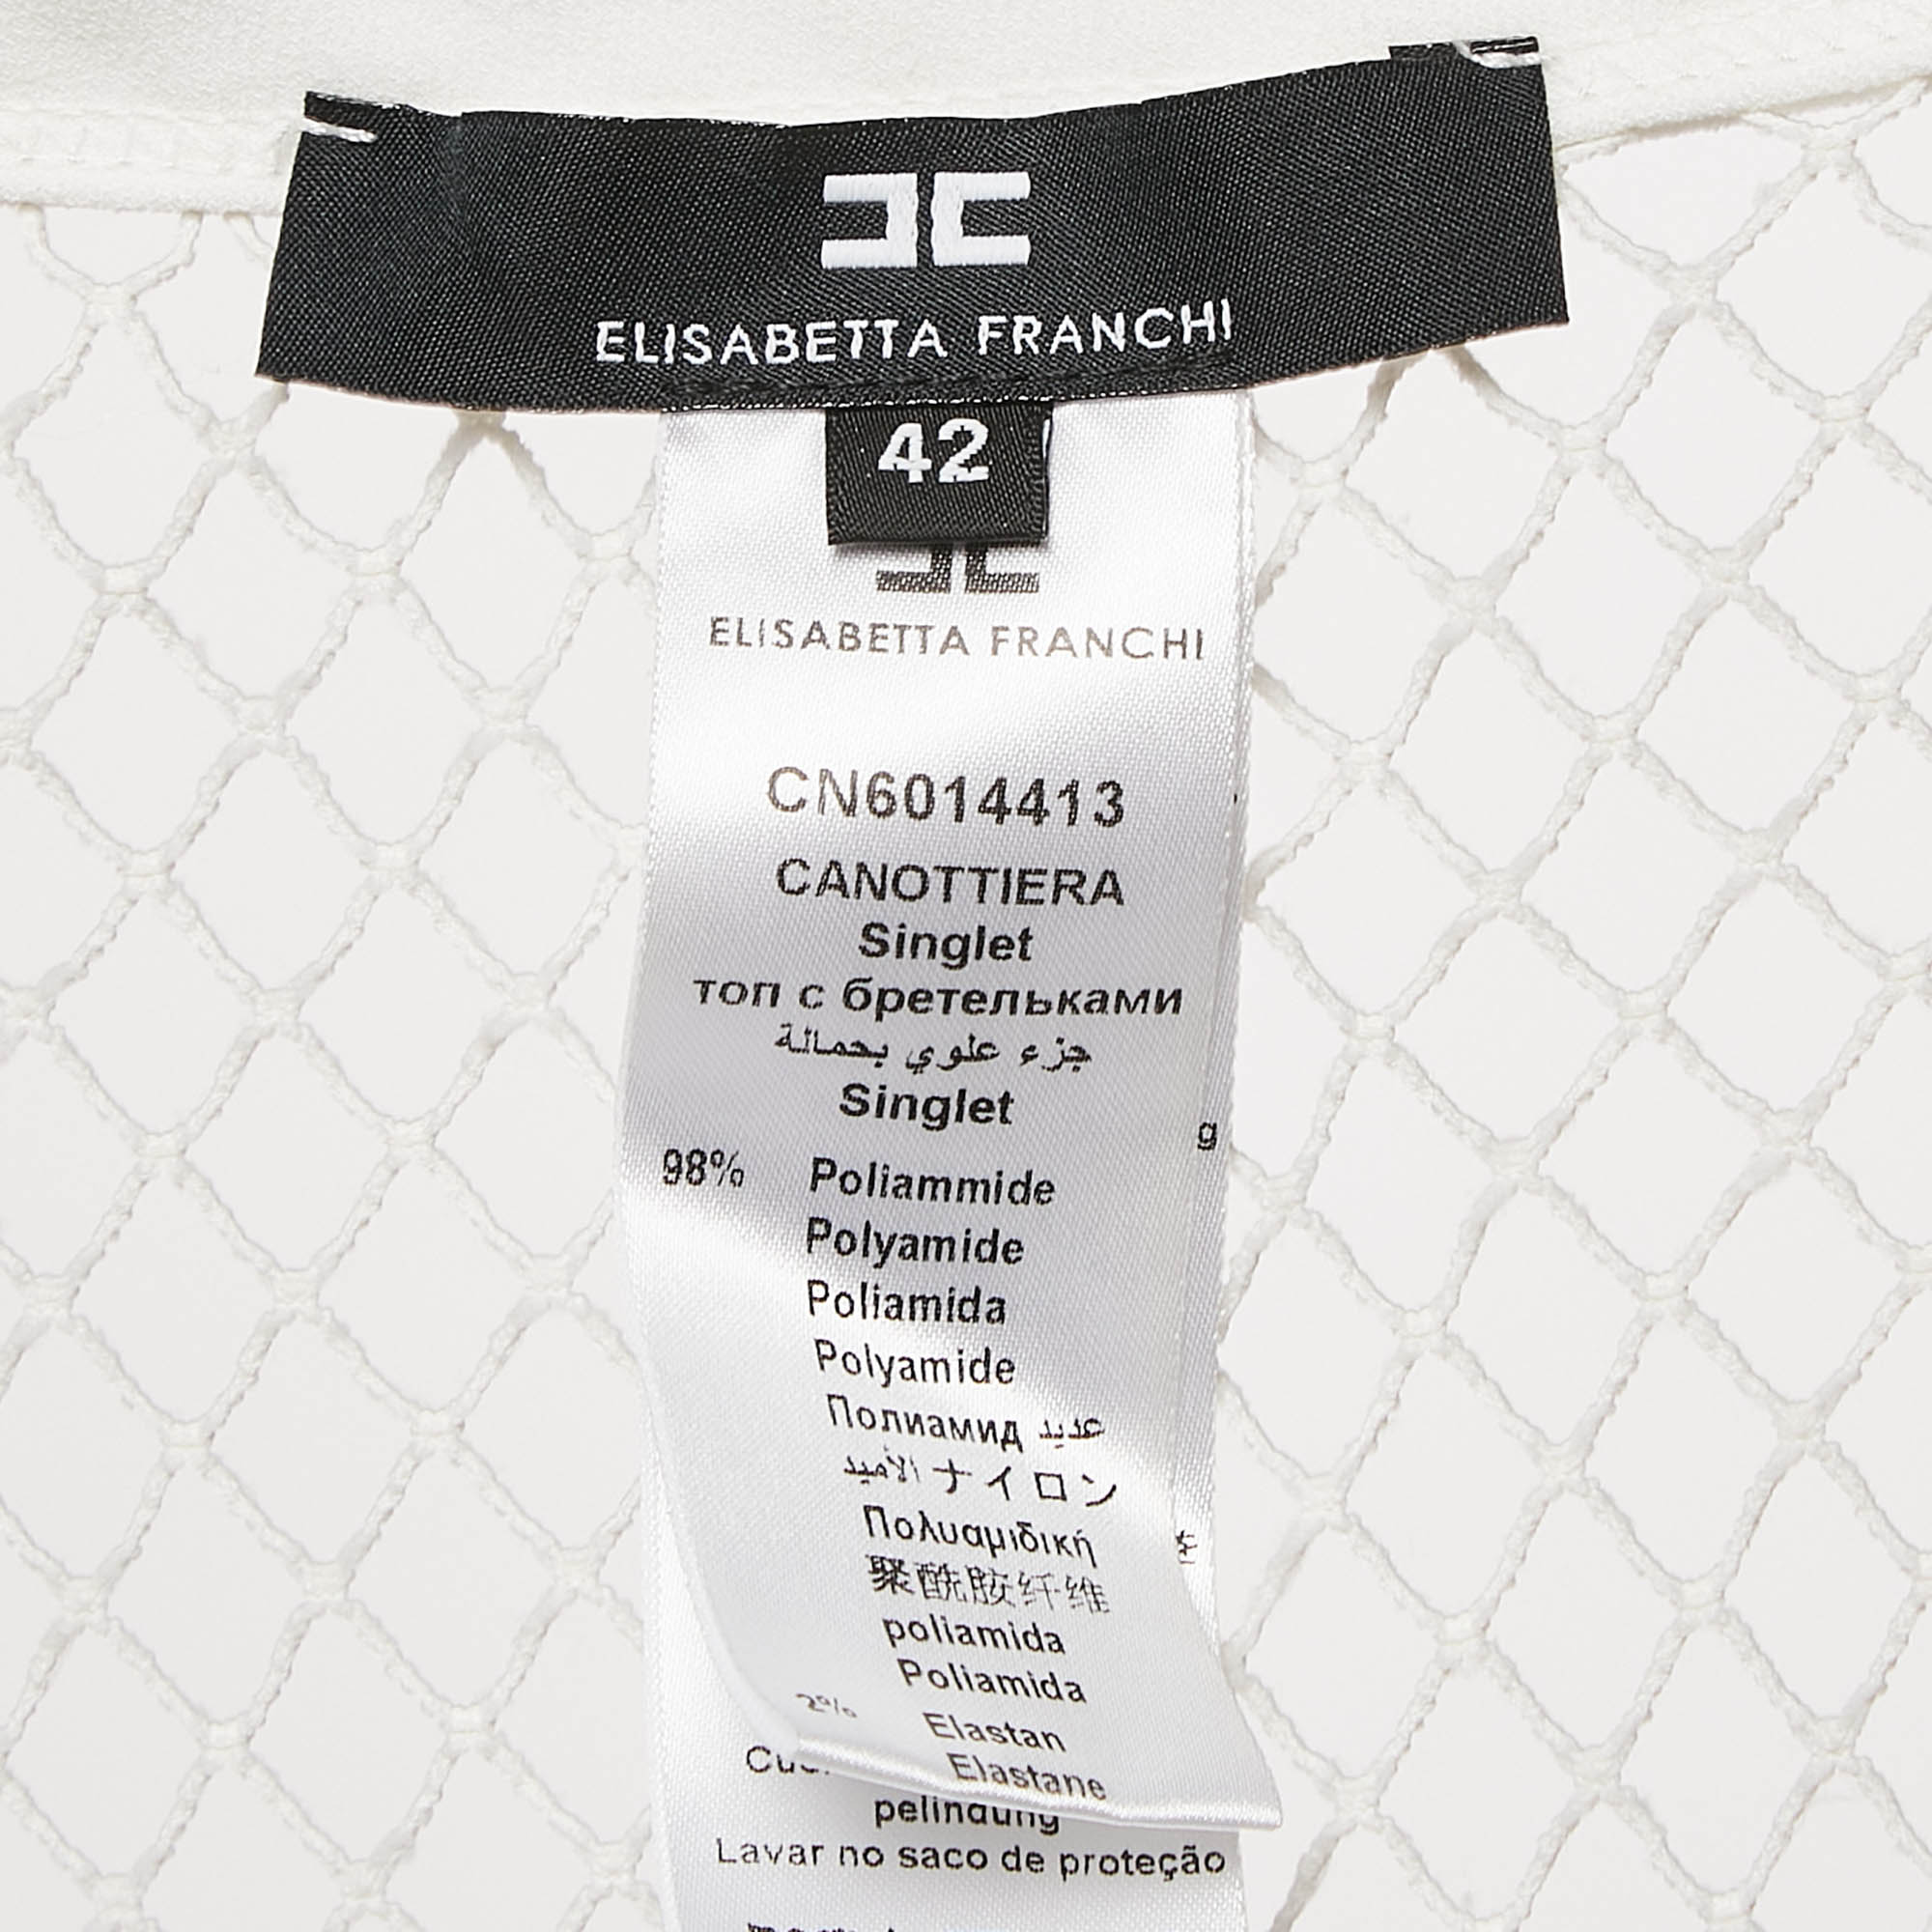 ELISABETTA FRANCHI
42
ELISABETTA FRANCHI
CN6014413
CANOTTIERA
Singlet
топ с бретельками
جزء علوي بحمالة
Singlet
98% Poliammide
Polyamide
Poliamida
Polyamide
Полиамид عديد
الأميد ナイロン
Πολυαμιδική
聚酰胺纤维
poliamida
Poliamida
2% Elastan
Elastane
pelindung
Lavar no saco de proteção